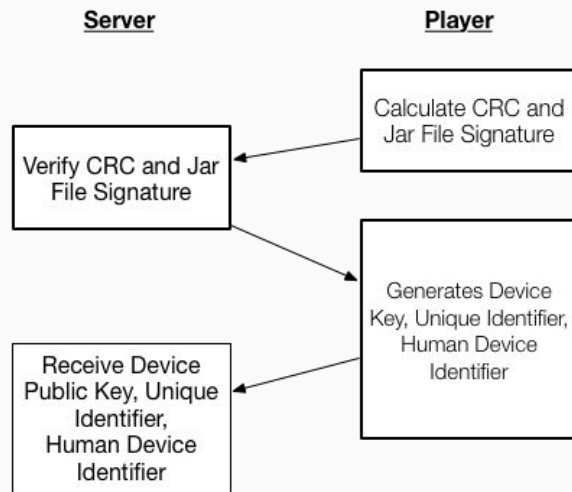 Server
Player
Calculate CRC and
Jar File Signature
Verify CRC and Jar
File Signature
Generates Device
Key, Unique Identifier,
Human Device
Identifier
Receive Device
Public Key, Unique
Identifier,
Human Device
Identifier